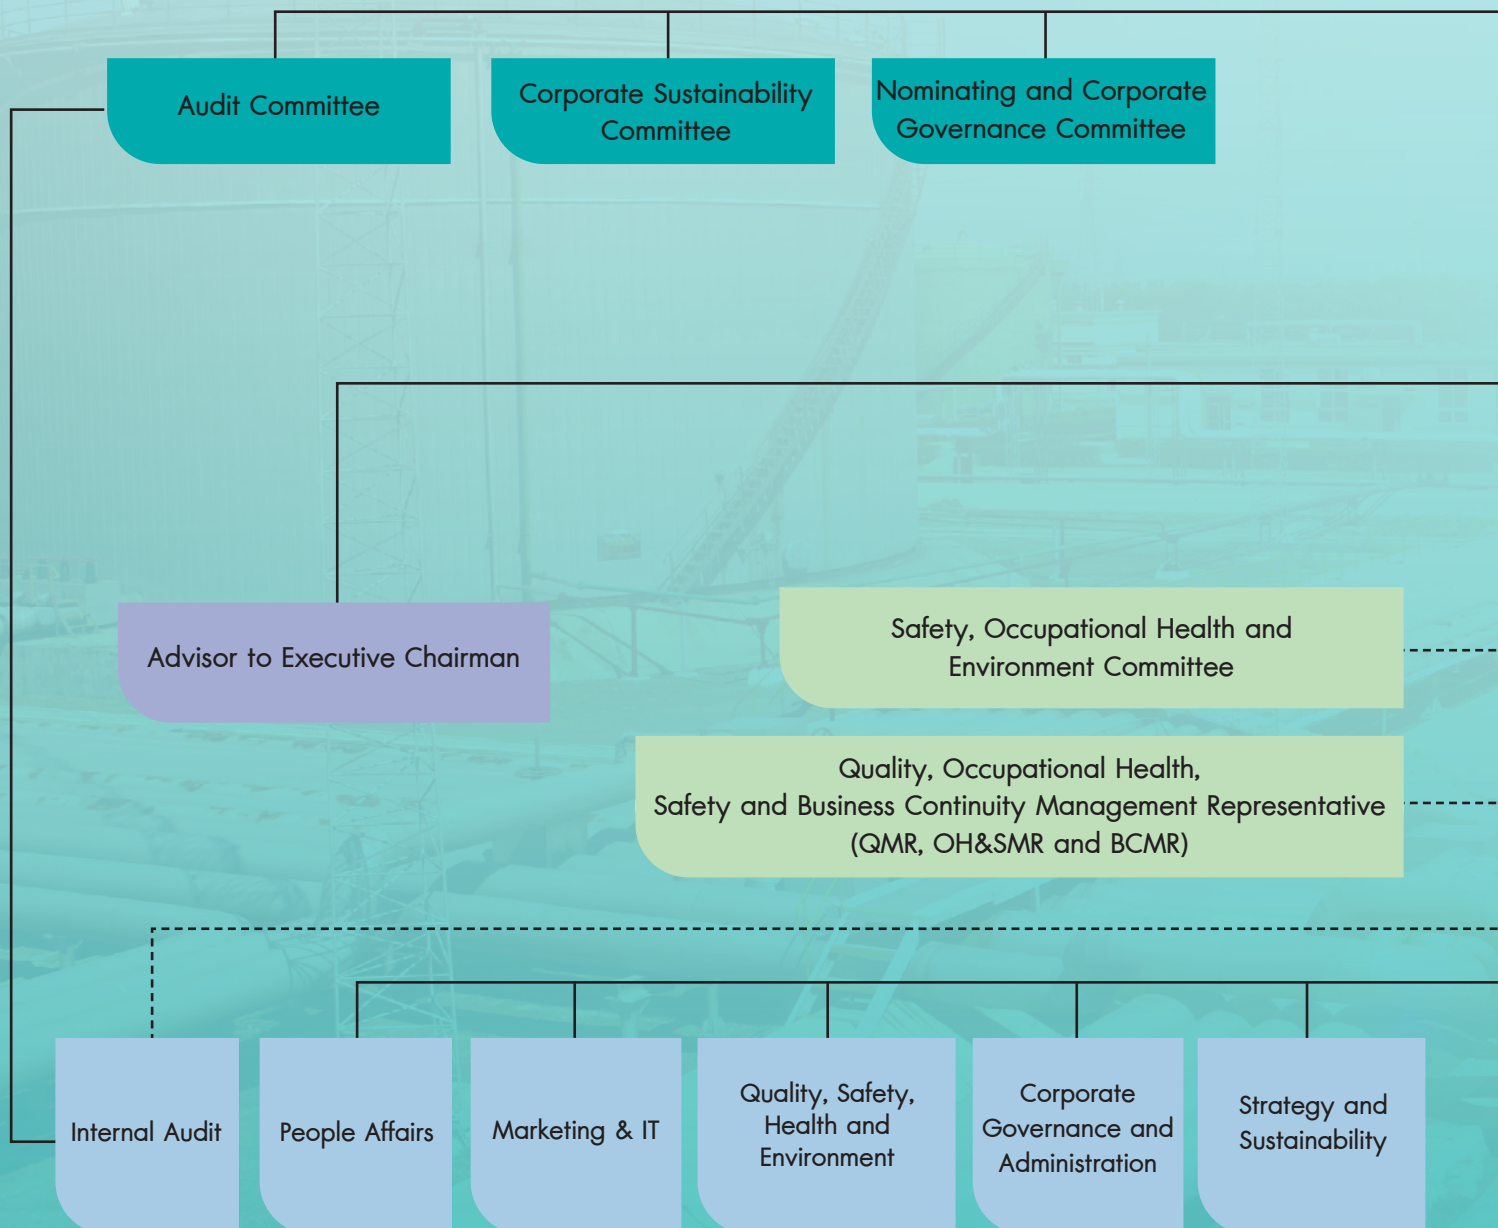 Audit Committee
Corporate Sustainability
Committee
Nominating and Corporate
Governance Committee
Advisor to Executive Chairman
Safety, Occupational Health and
Environment Committee
Quality, Occupational Health,
Safety and Business Continuity Management Representative
(QMR, OH&SMR and BCMR)
Internal Audit
People Affairs
Marketing & IT
Quality, Safety,
Health and
Environment
Corporate
Governance and
Administration
Strategy and
Sustainability